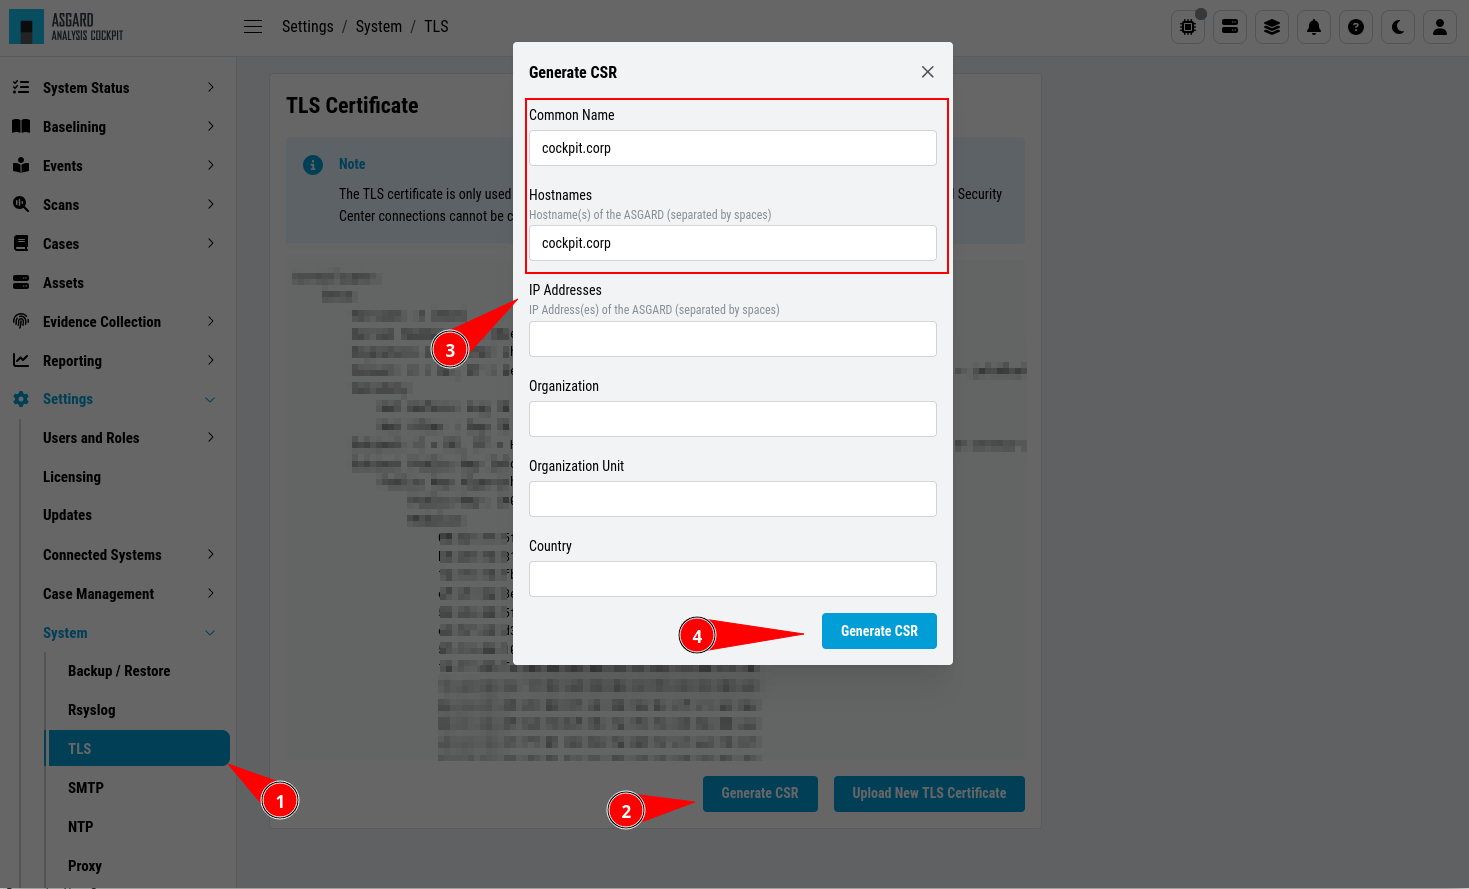 ASGARD
ANALYSIS COCKPIT
Settings / System / TLS
System Status
Baselining
Events
Scans
Cases
Assets
Evidence Collection
Reporting
Settings
Users and Roles
Licensing
Updates
Connected Systems
Case Management
System
Backup / Restore
Rsyslog
TLS
SMTP
NTP
Proxy
1
TLS Certificate
Note
The TLS certificate is only used
Security
Center connections cannot be c
Generate CSR
Common Name
cockpit.corp
Hostnames
Hostname(s) of the ASGARD (separated by spaces)
cockpit.corp
IP Addresses
IP Address(es) of the ASGARD (separated by spaces)
3
Organization
Organization Unit
Country
4
Generate CSR
2
Generate CSR
Upload New TLS Certificate